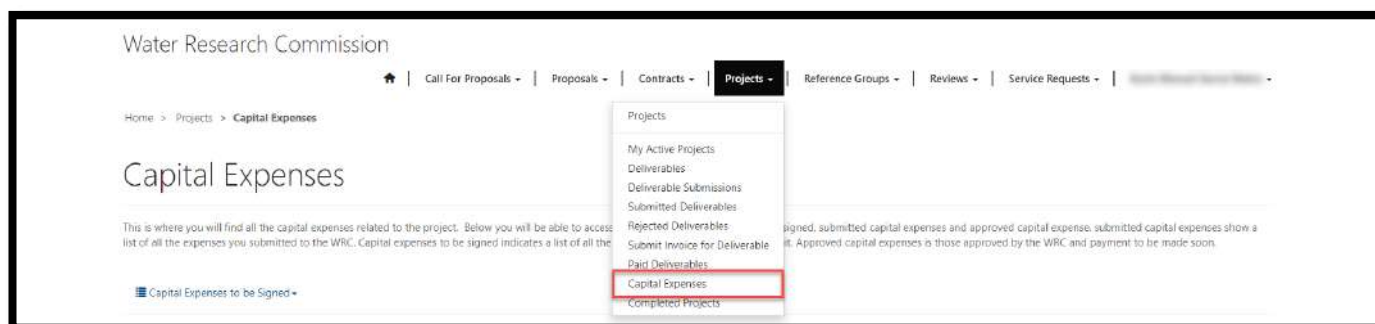 Water Research Commission
Call For Proposals
Proposals
Contracts
Projects
Reference Groups
Reviews
Service Requests
Home > Projects > Capital Expenses
Projects
My Active Projects
Deliverables
Deliverable Submissions
Submitted Deliverables
Rejected Deliverables
Submit Invoice for Deliverable
Paid Deliverables
Capital Expenses
Completed Projects
Capital Expenses
This is where you will find all the capital expenses related to the project. Below you will be able to access igned, submitted capital expenses and approved capital expense. submitted capital expenses show a
list of all the expenses you submitted to the WRC. Capital expenses to be signed indicates a list of all the it. Approved capital expenses is those approved by the WRC and payment to be made soon.
Capital Expenses to be Signed